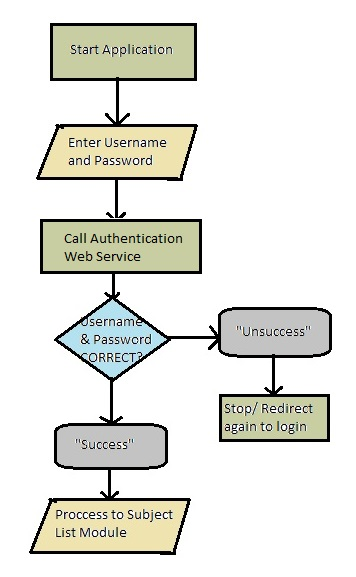 Start Application
Enter Username
and Password
Call Authentication
Web Service
Username
& Password
CORRECT?
"Unsuccess"
Stop/ Redirect
again to login
"Success"
Proccess to Subject
List Module